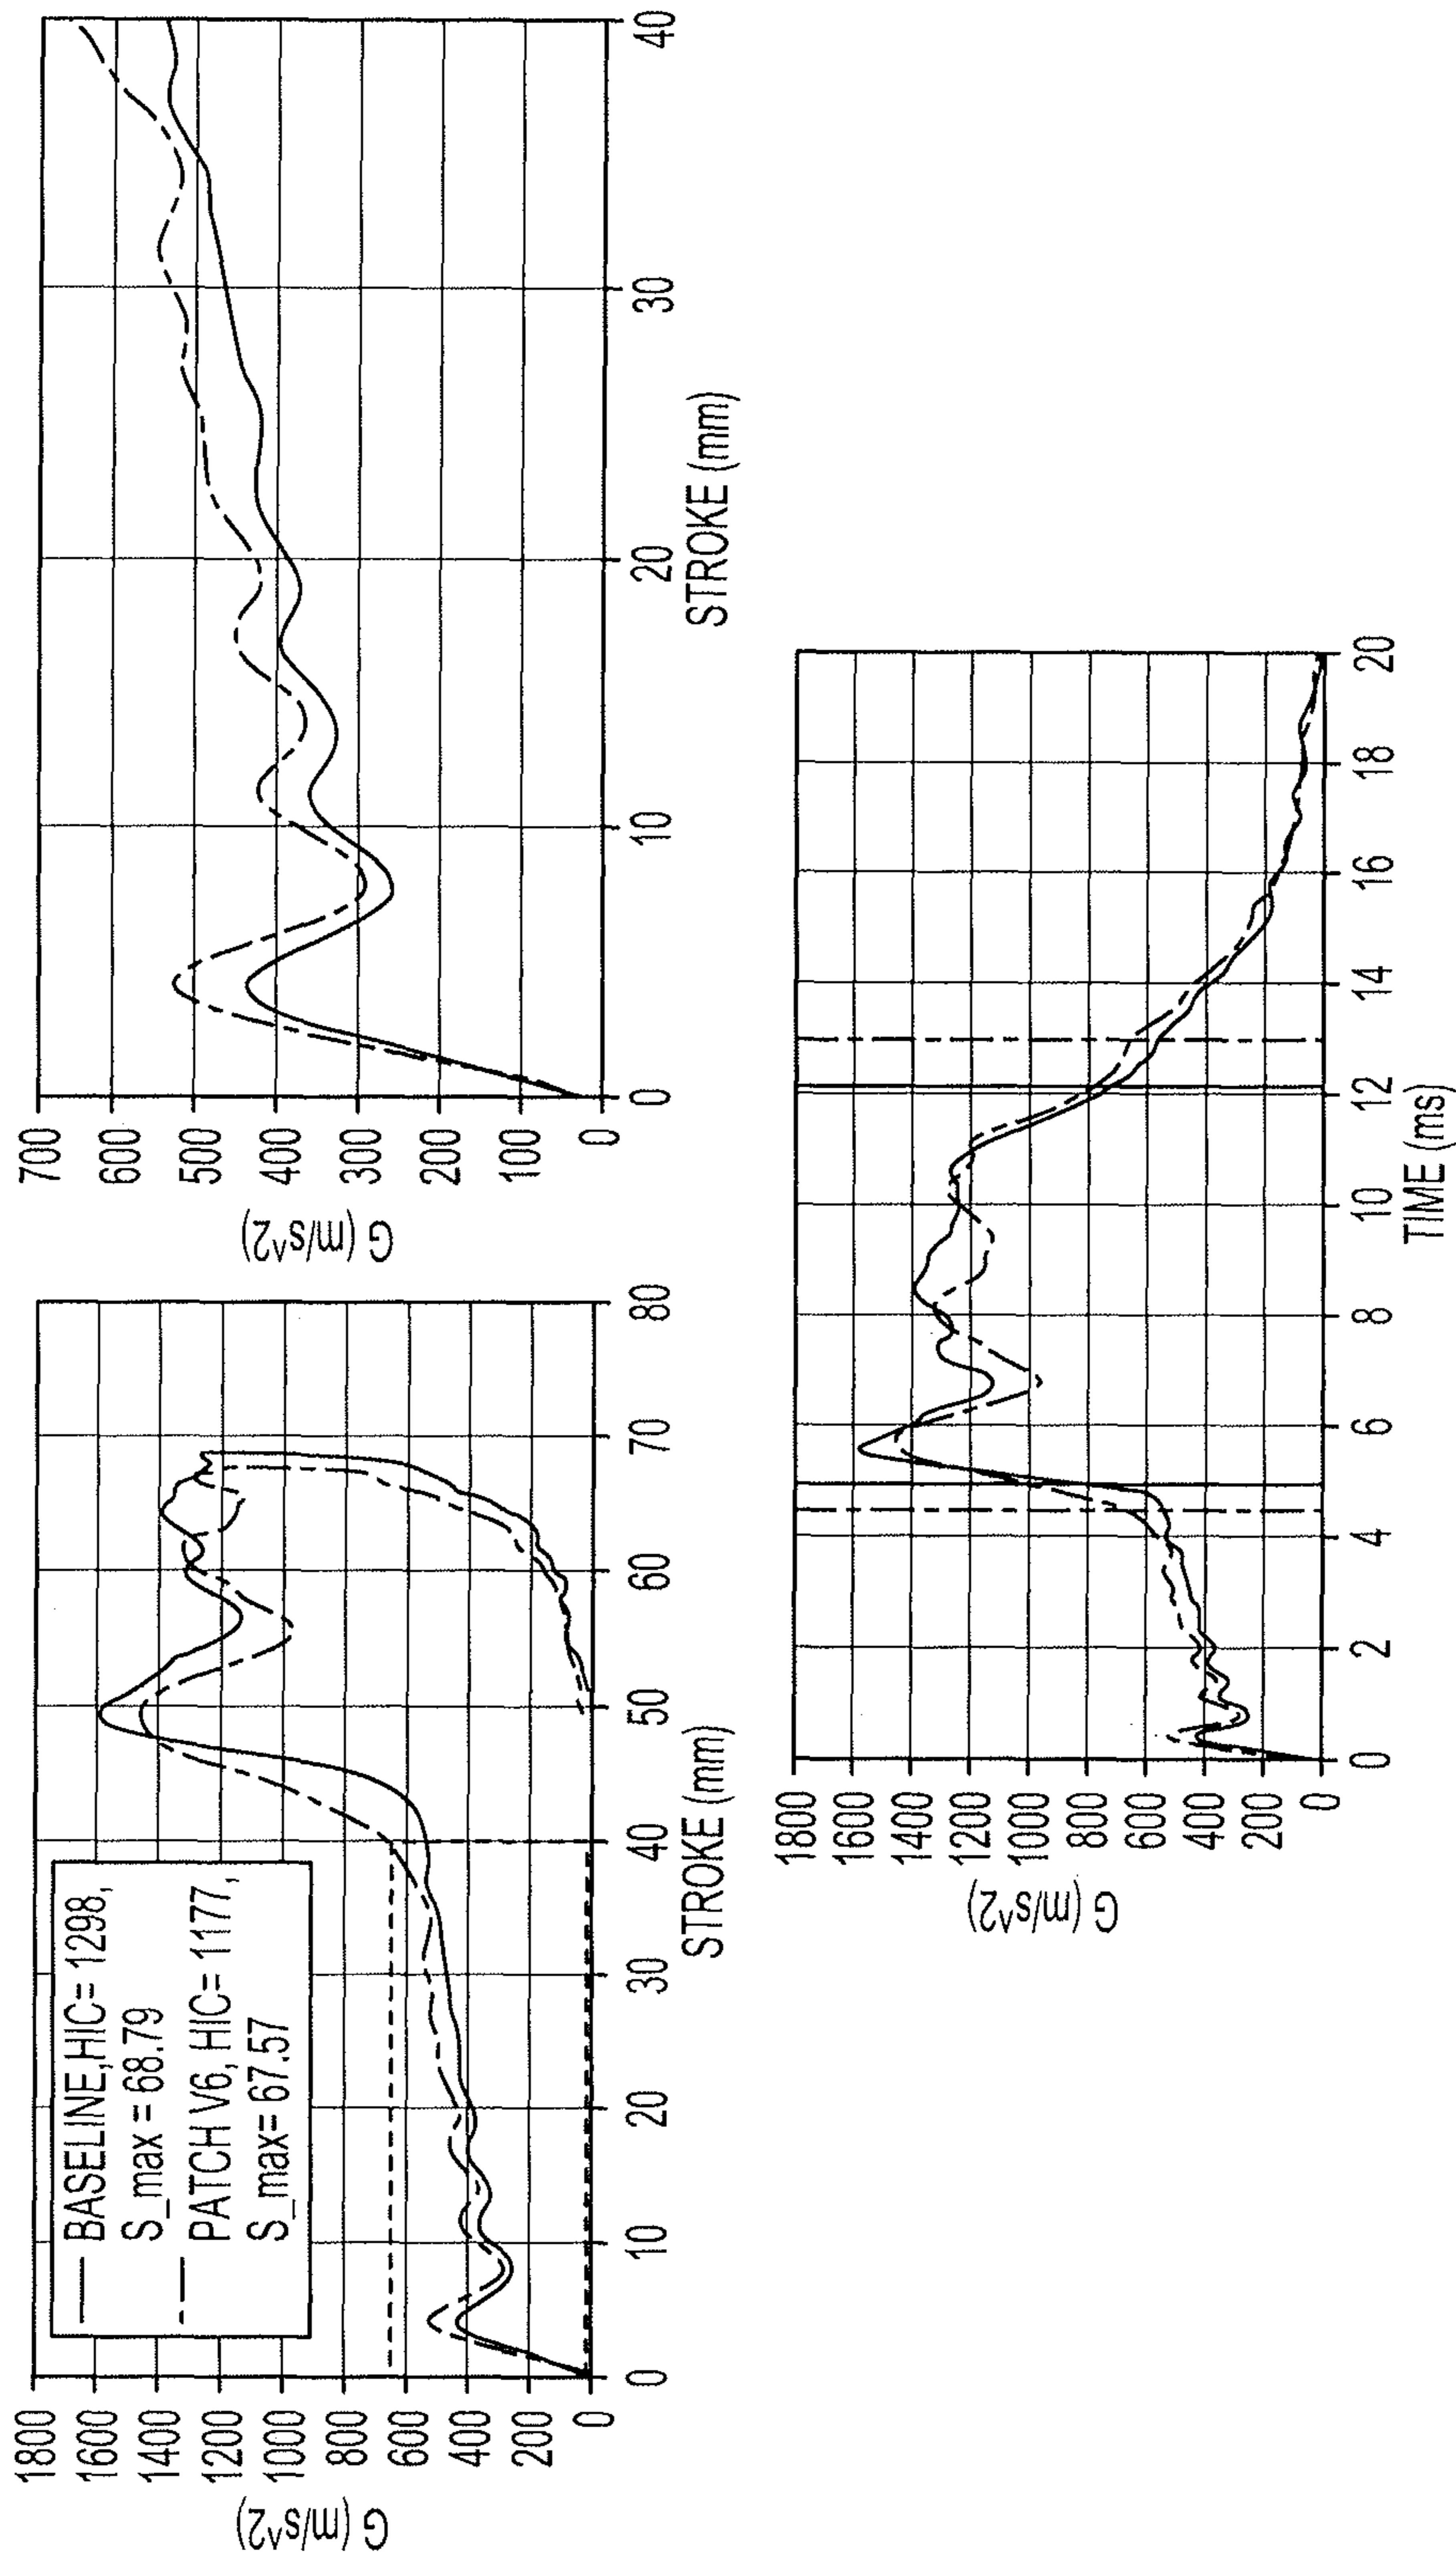 G (m/s^2)
1800
1600
1400
1200
1000
800
600
400
200
0
BASELINE,HIC= 1298,
S_max = 68.79
PATCH V6, HIC= 1177,
S_max= 67.57
0 10 20 30 40 50 60 70 80
STROKE (mm)
G (m/s^2)
700
600
500
400
300
200
100
0
0 10 20 30 40
STROKE (mm)
G (m/s^2)
1800
1600
1400
1200
1000
800
600
400
200
0
0 2 4 6 8 10 12 14 16 18 20
TIME (ms)